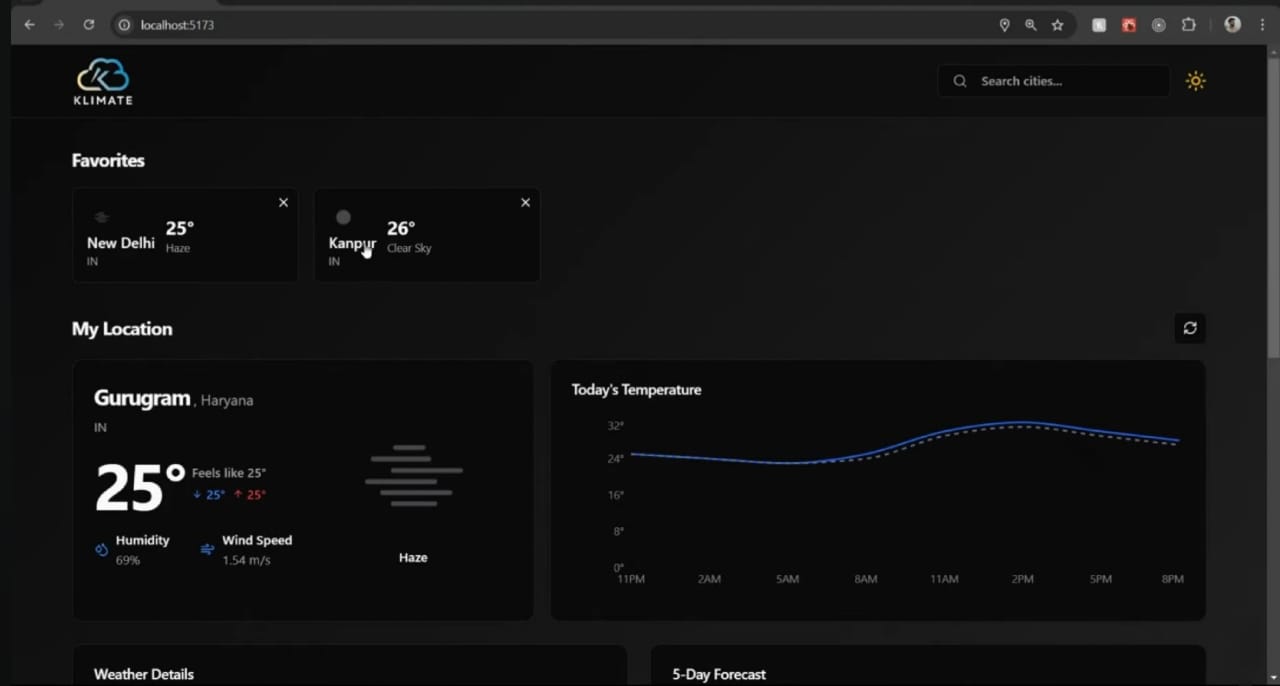 localhost:5173
KLIMATE
Search cities...
Favorites
New Delhi
IN
25°
Haze
Kanpur
IN
26°
Clear Sky
My Location
Gurugram , Haryana
IN
25°
Feels like 25°
↓ 25° ↑ 25°
Humidity
69%
Wind Speed
1.54 m/s
Haze
Today's Temperature
32°
24°
16°
8°
0°
11PM 2AM 5AM 8AM 11AM 2PM 5PM 8PM
Weather Details
5-Day Forecast